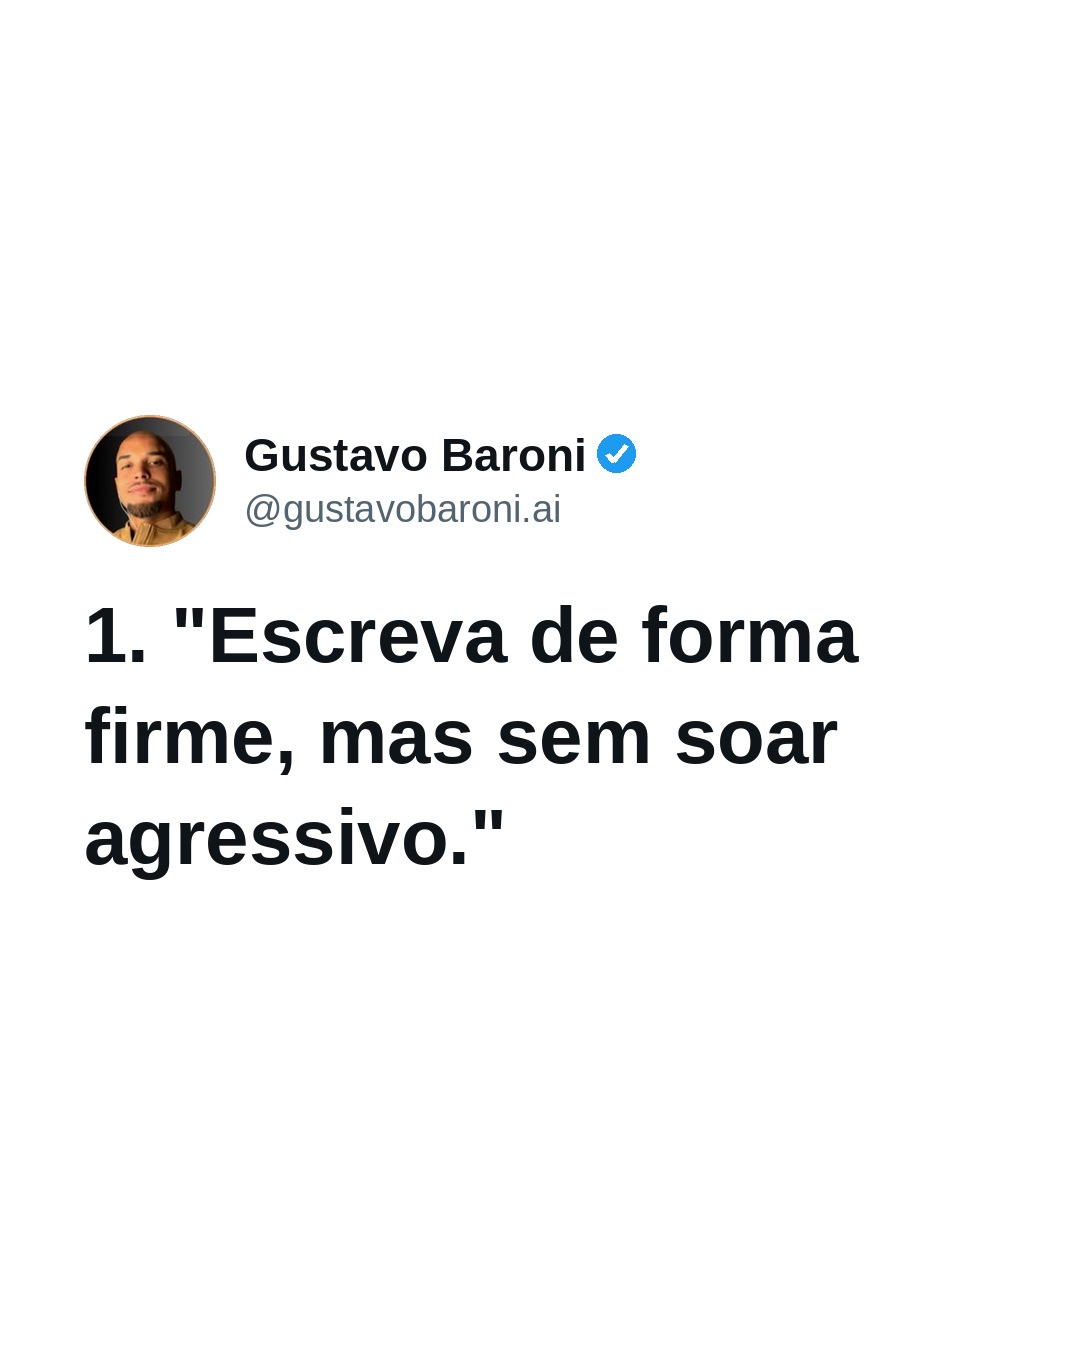 Gustavo Baroni
@gustavobaroni.ai
1. "Escreva de forma
firme, mas sem soar
agressivo."